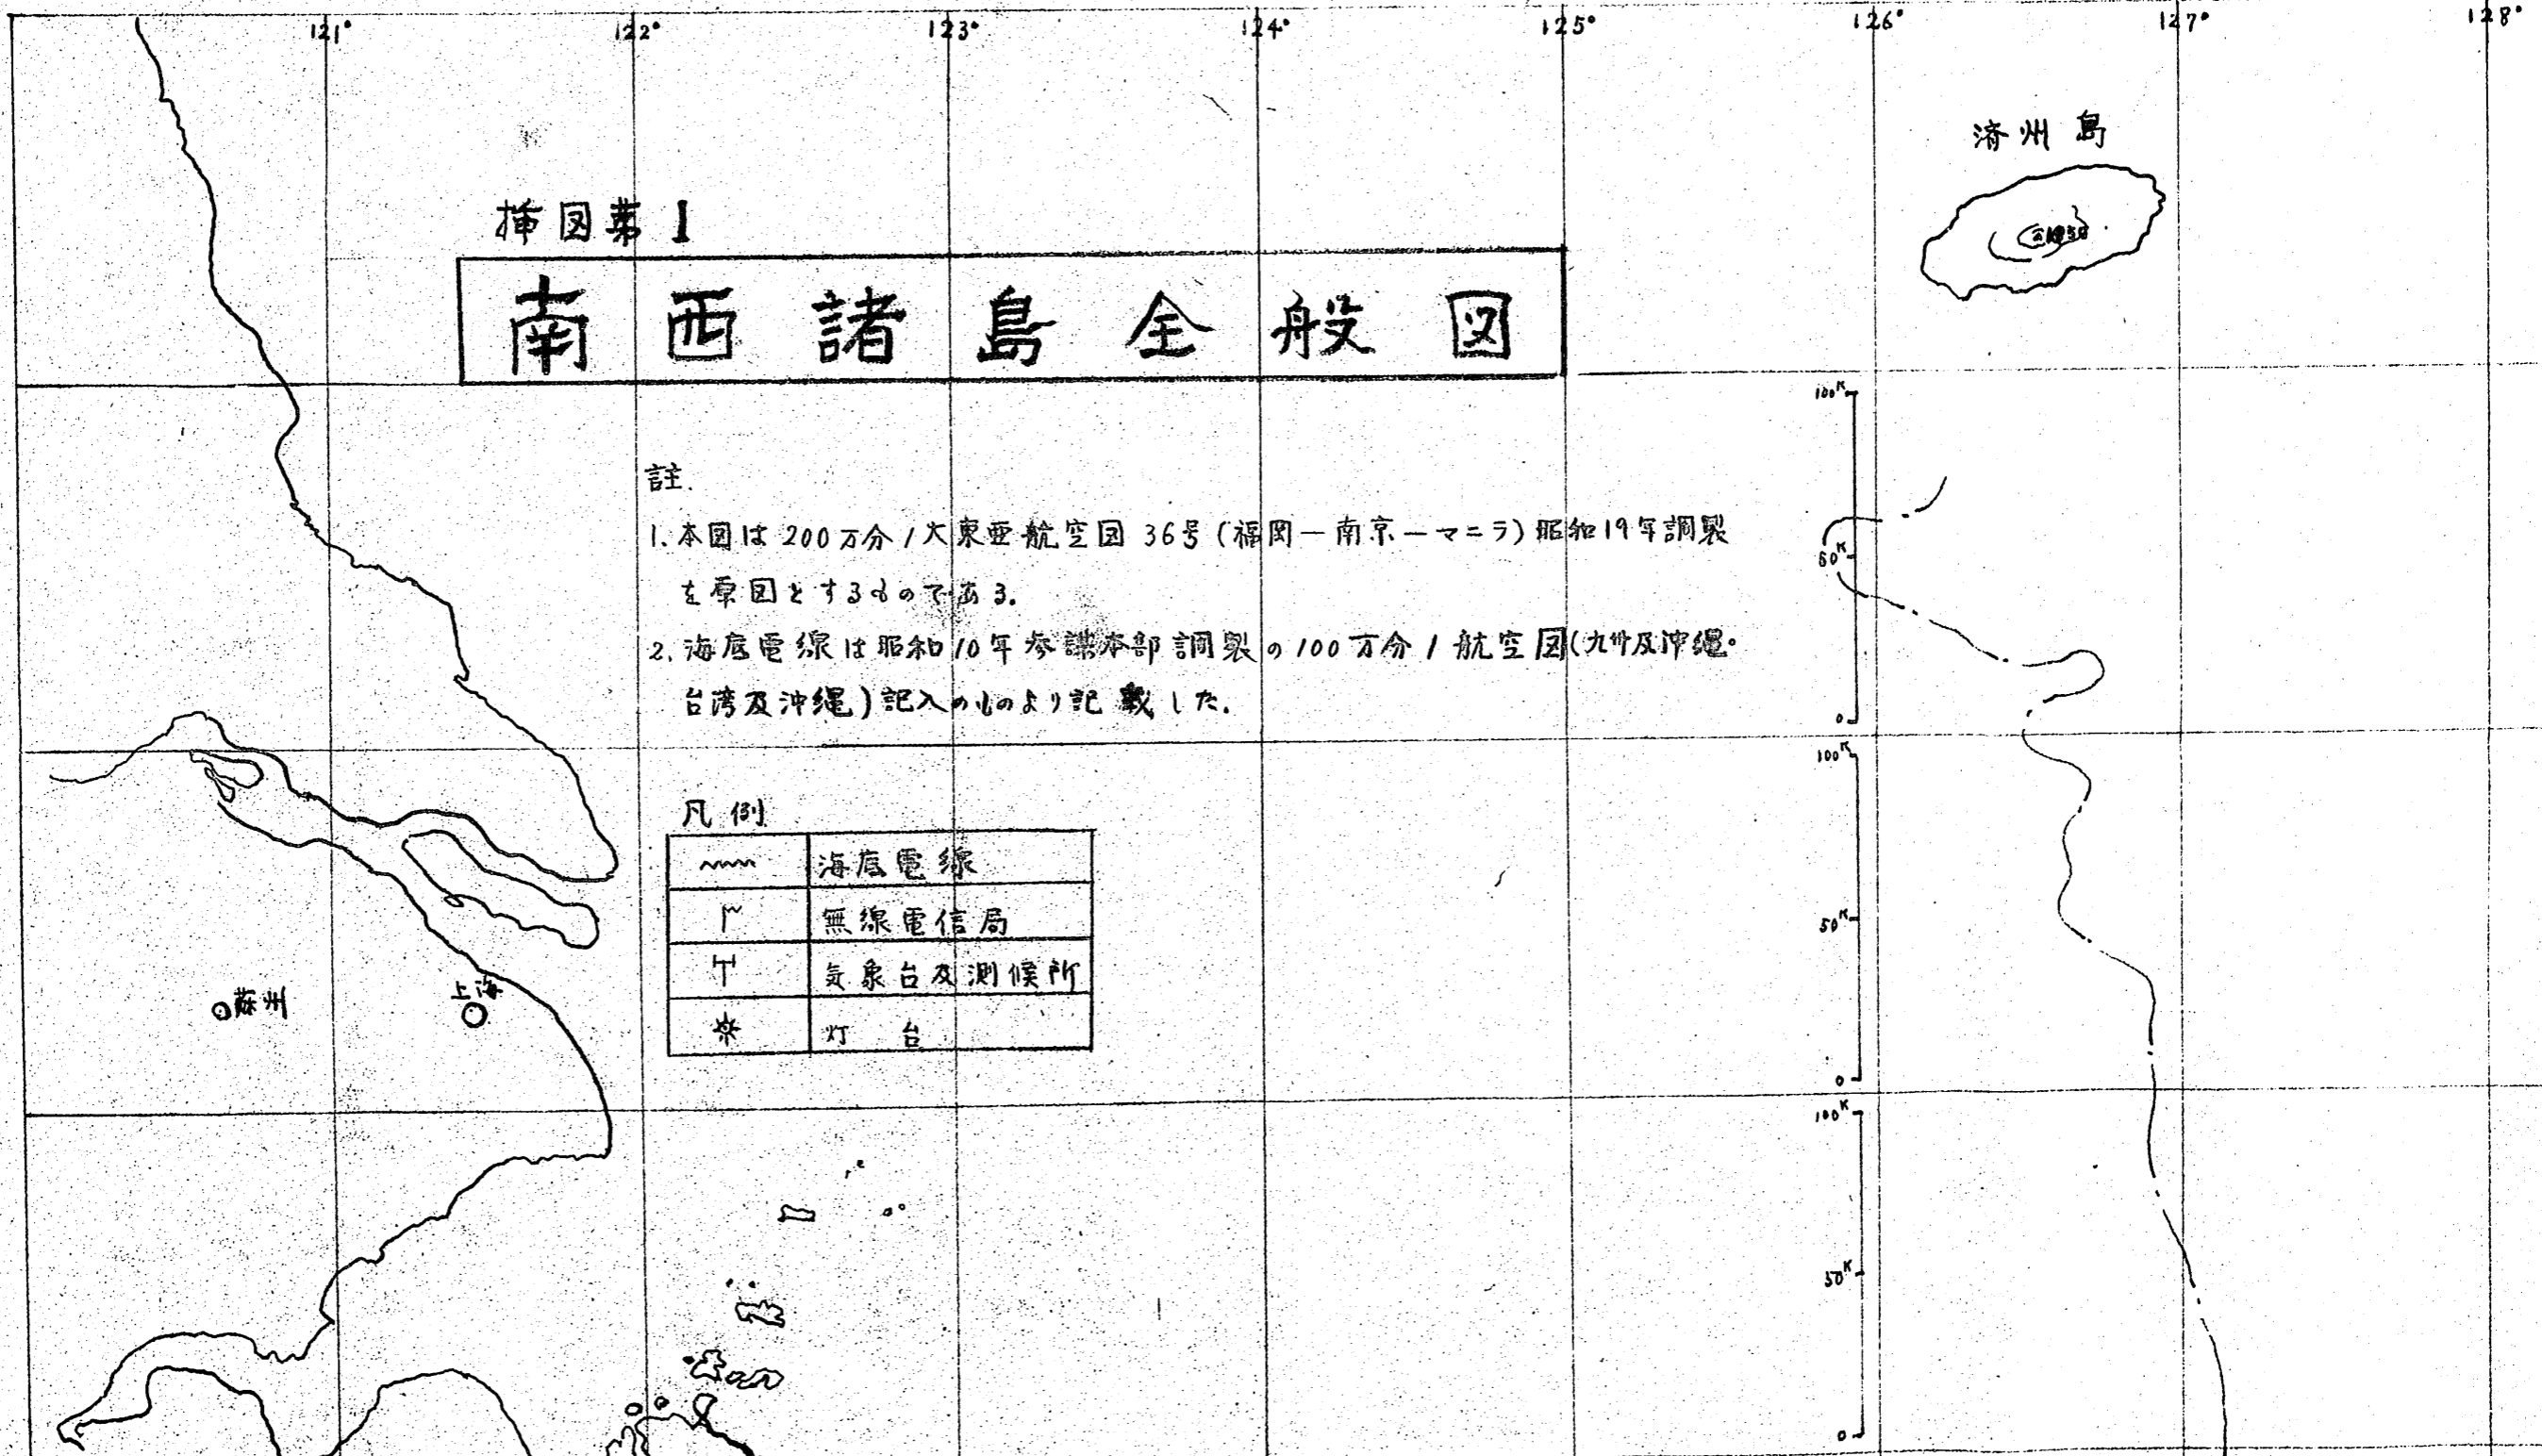 121° 122° 123° 124° 125° 126° 127° 128°
済州島
挿図第1
南西諸島全般図
註.
1. 本図は200万分1大東亜航空図36号(福岡―南京―マニラ)昭和19年調製
を原図とするものである.
2. 海底電線は昭和10年参謀本部調製の100万分1航空図(九州及沖縄・
台湾及沖縄)記入のものより記載した.
凡例
海底電線
無線電信局
気象台及測候所
灯 台
蘇州
上海
100K
50K
0
100K
50K
0
100K
50K
0